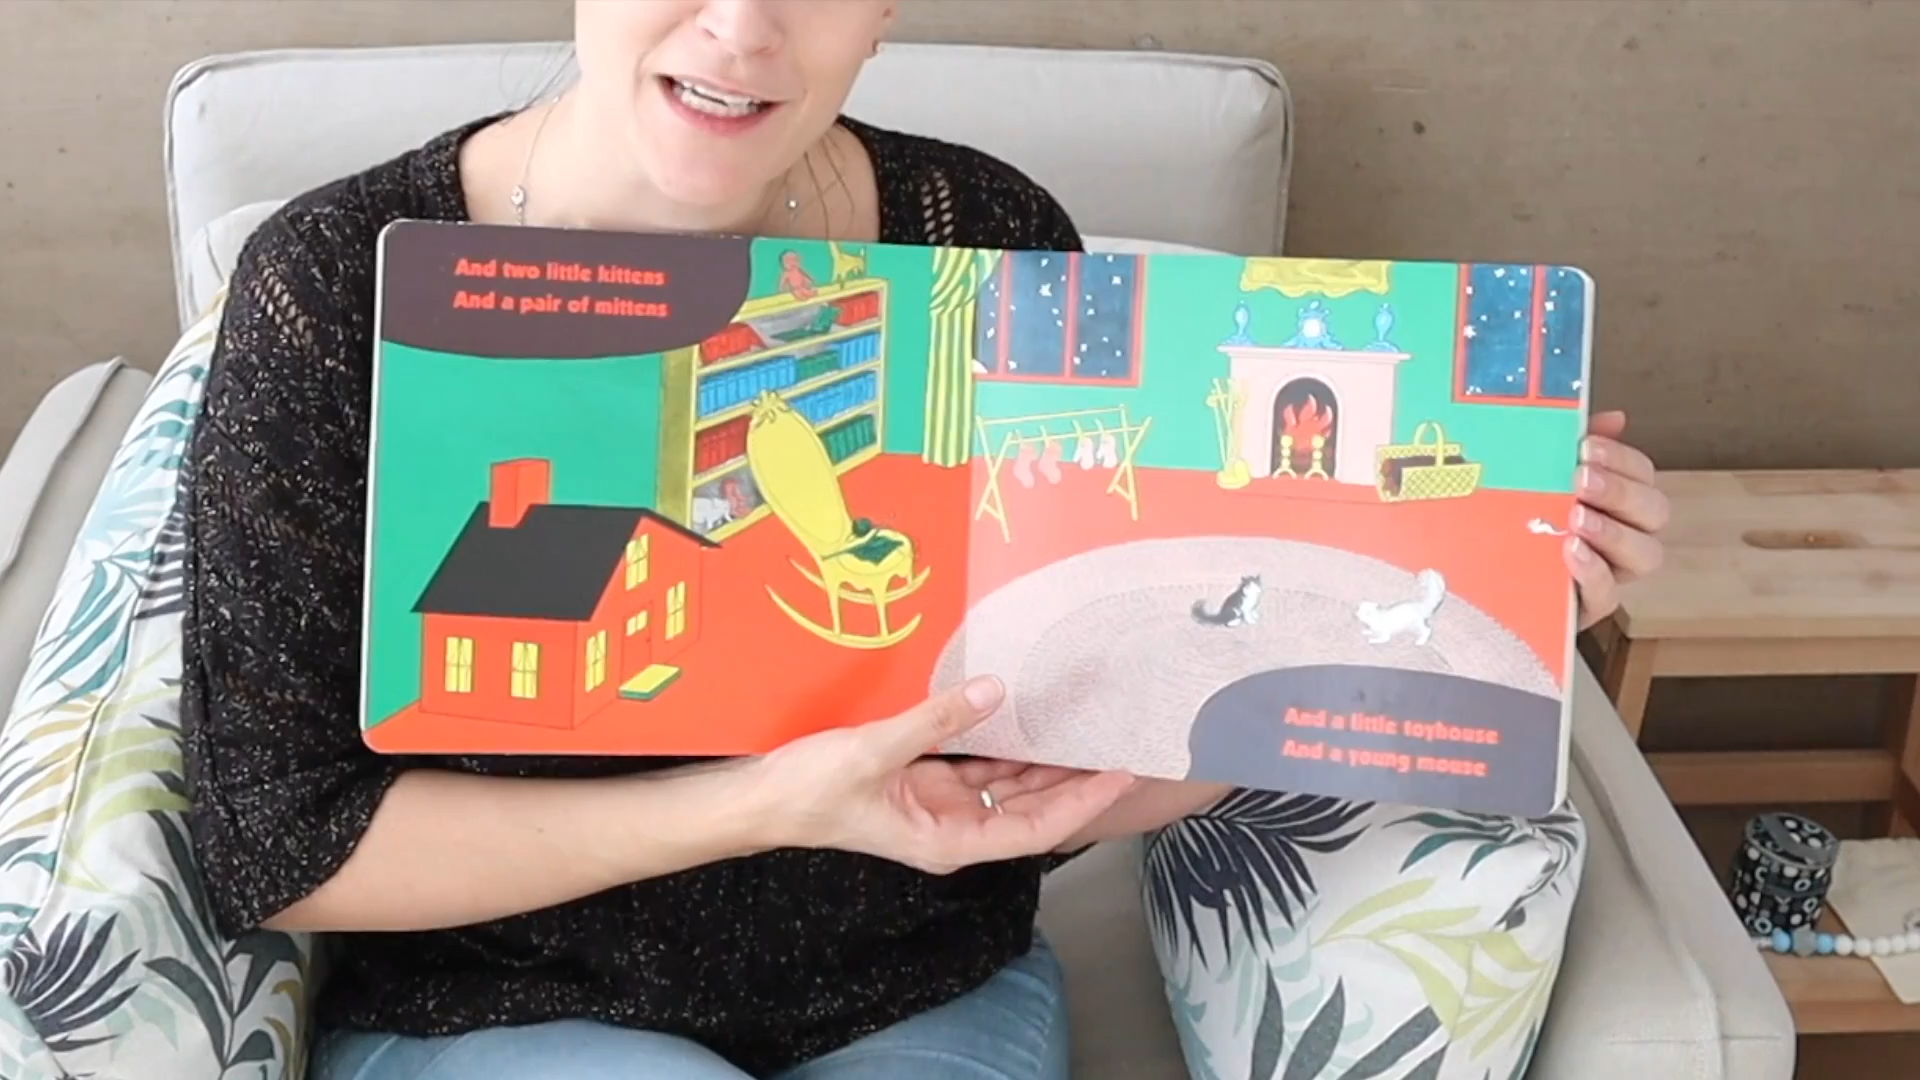 And two little kittens
And a pair of mittens
And a little toyhouse
And a young mouse